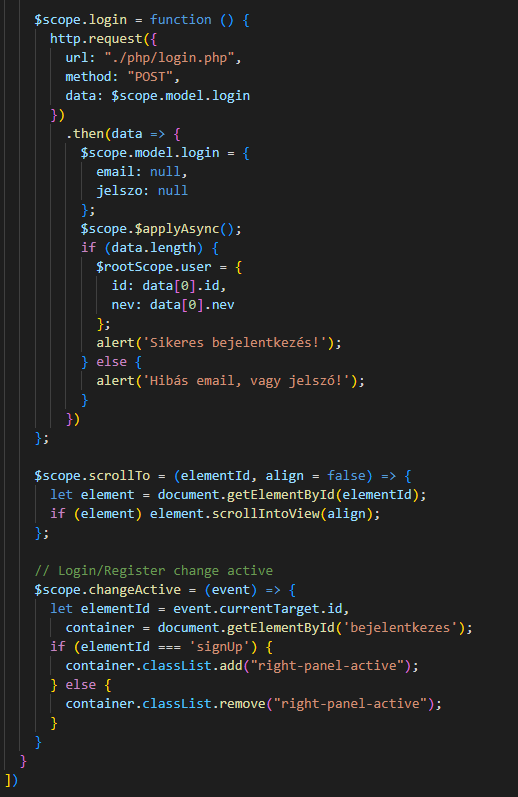 $scope.login = function () {
http.request({
url: "./php/login.php",
method: "POST",
data: $scope.model.login
})
.then(data => {
$scope.model.login = {
email: null,
jelszo: null
};
$scope.$applyAsync();
if (data.length) {
$rootScope.user = {
id: data[0].id,
nev: data[0].nev
};
alert('Sikeres bejelentkezés!');
} else {
alert('Hibás email, vagy jelszó!');
}
})
};
$scope.scrollTo = (elementId, align = false) => {
let element = document.getElementById(elementId);
if (element) element.scrollIntoView(align);
};
// Login/Register change active
$scope.changeActive = (event) => {
let elementId = event.currentTarget.id,
container = document.getElementById('bejelentkezes');
if (elementId === 'signUp') {
container.classList.add("right-panel-active");
} else {
container.classList.remove("right-panel-active");
}
}
}
])